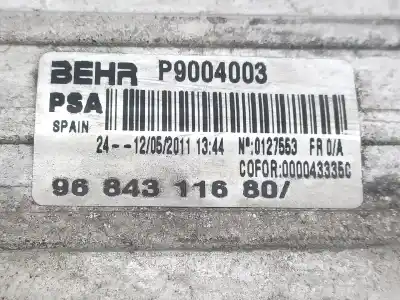 BEHR P9004003
PSA
SPAIN
24--12/05/2011 13:44 Nº:0127553 FR 0/A
COFOR:000043335C
96 843 116 80/